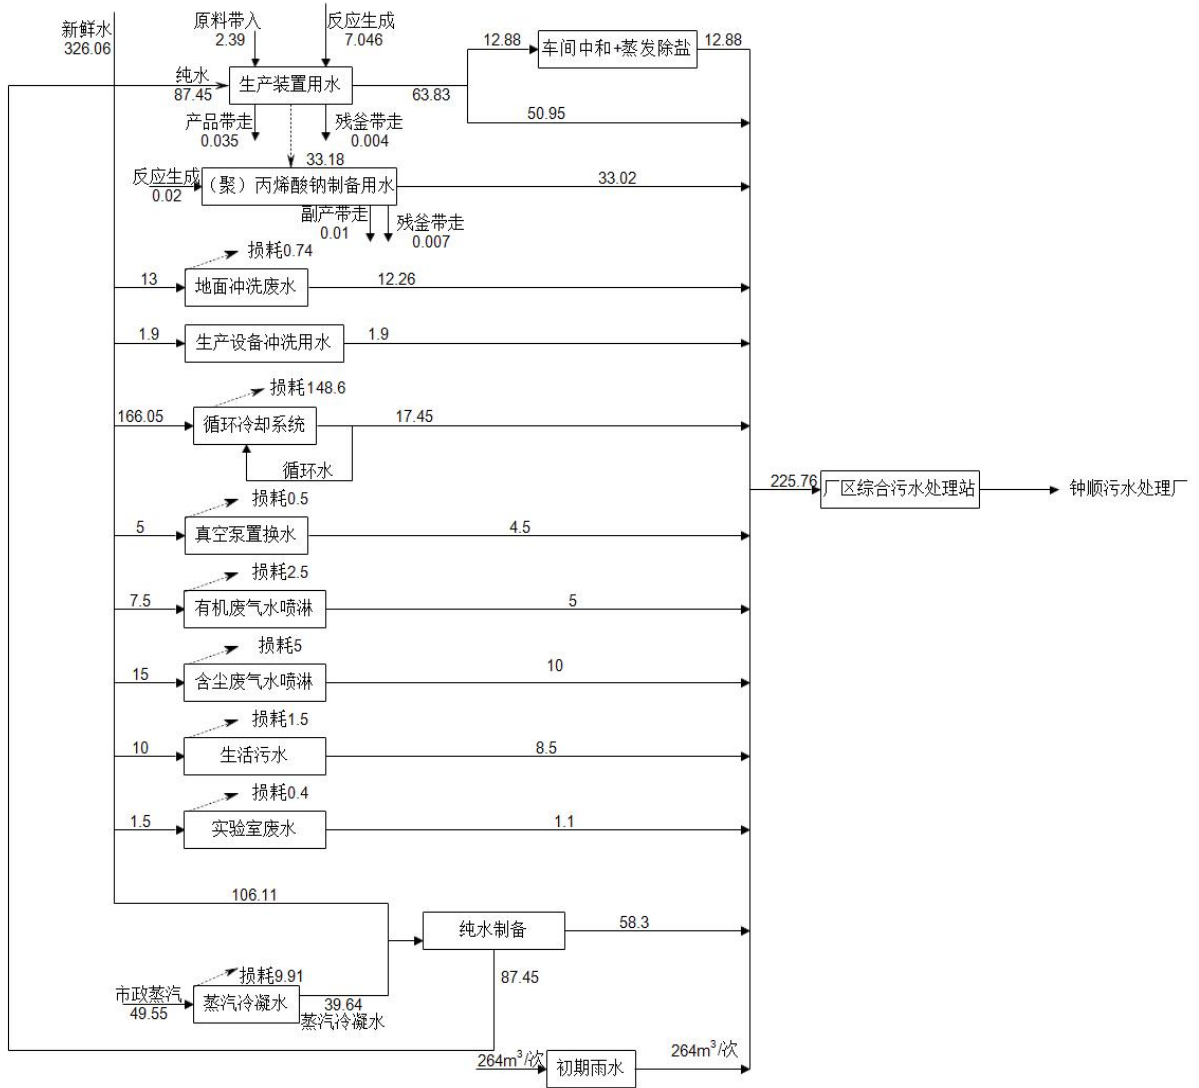 新鲜水
326.06
原料带入
2.39
反应生成
7.046
纯水
87.45
生产装置用水
63.83
12.88
车间中和+蒸发除盐
12.88
50.95
产品带走
0.035
残釜带走
0.004
33.18
反应生成
0.02
（聚）丙烯酸钠制备用水
33.02
副产带走
0.01
残釜带走
0.007
损耗0.74
13
地面冲洗废水
12.26
1.9
生产设备冲洗用水
1.9
损耗148.6
166.05
循环冷却系统
17.45
循环水
225.76
厂区综合污水处理站
钟顺污水处理厂
损耗0.5
5
真空泵置换水
4.5
损耗2.5
7.5
有机废气水喷淋
5
损耗5
15
含尘废气水喷淋
10
损耗1.5
10
生活污水
8.5
损耗0.4
1.5
实验室废水
1.1
106.11
纯水制备
58.3
87.45
损耗9.91
市政蒸汽
49.55
蒸汽冷凝水
39.64
蒸汽冷凝水
264m³/次
初期雨水
264m³/次